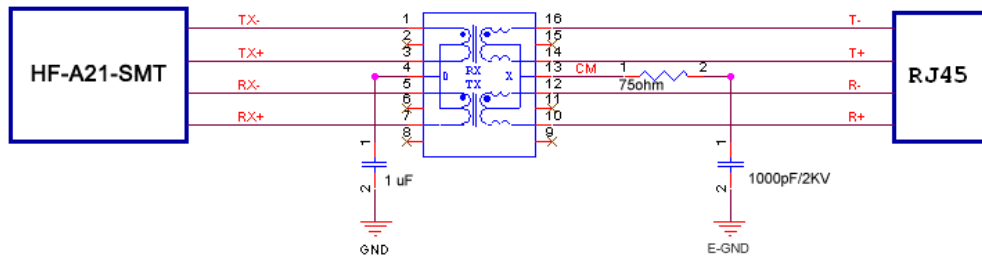 TX- 1 16 T-
2 15
TX+ 3 14 T+
HF-A21-SMT 4 D RX X 13 CM 1 2 RJ45
TX 75ohm
RX- 5 12 R-
6 11
RX+ 7 10 R+
8 9
1 1
1 uF 1000pF/2KV
2 2
GND E-GND